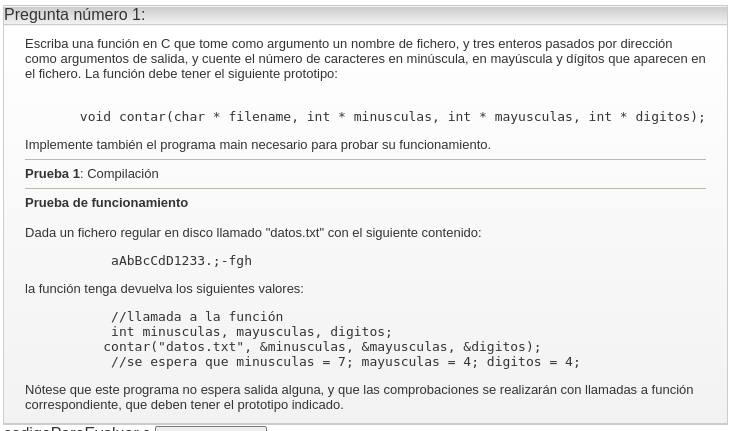 Pregunta número 1:
Escriba una función en C que tome como argumento un nombre de fichero, y tres enteros pasados por dirección
como argumentos de salida, y cuente el número de caracteres en minúscula, en mayúscula y dígitos que aparecen en
el fichero. La función debe tener el siguiente prototipo:
void contar(char * filename, int * minusculas, int * mayusculas, int * digitos);
Implemente también el programa main necesario para probar su funcionamiento.
Prueba 1: Compilación
Prueba de funcionamiento
Dada un fichero regular en disco llamado "datos.txt" con el siguiente contenido:
aAbBcCdD1233.;-fgh
la función tenga devuelva los siguientes valores:
//llamada a la función
int minusculas, mayusculas, digitos;
contar("datos.txt", &minusculas, &mayusculas, &digitos);
//se espera que minusculas = 7; mayusculas = 4; digitos = 4;
Nótese que este programa no espera salida alguna, y que las comprobaciones se realizarán con llamadas a función
correspondiente, que deben tener el prototipo indicado.